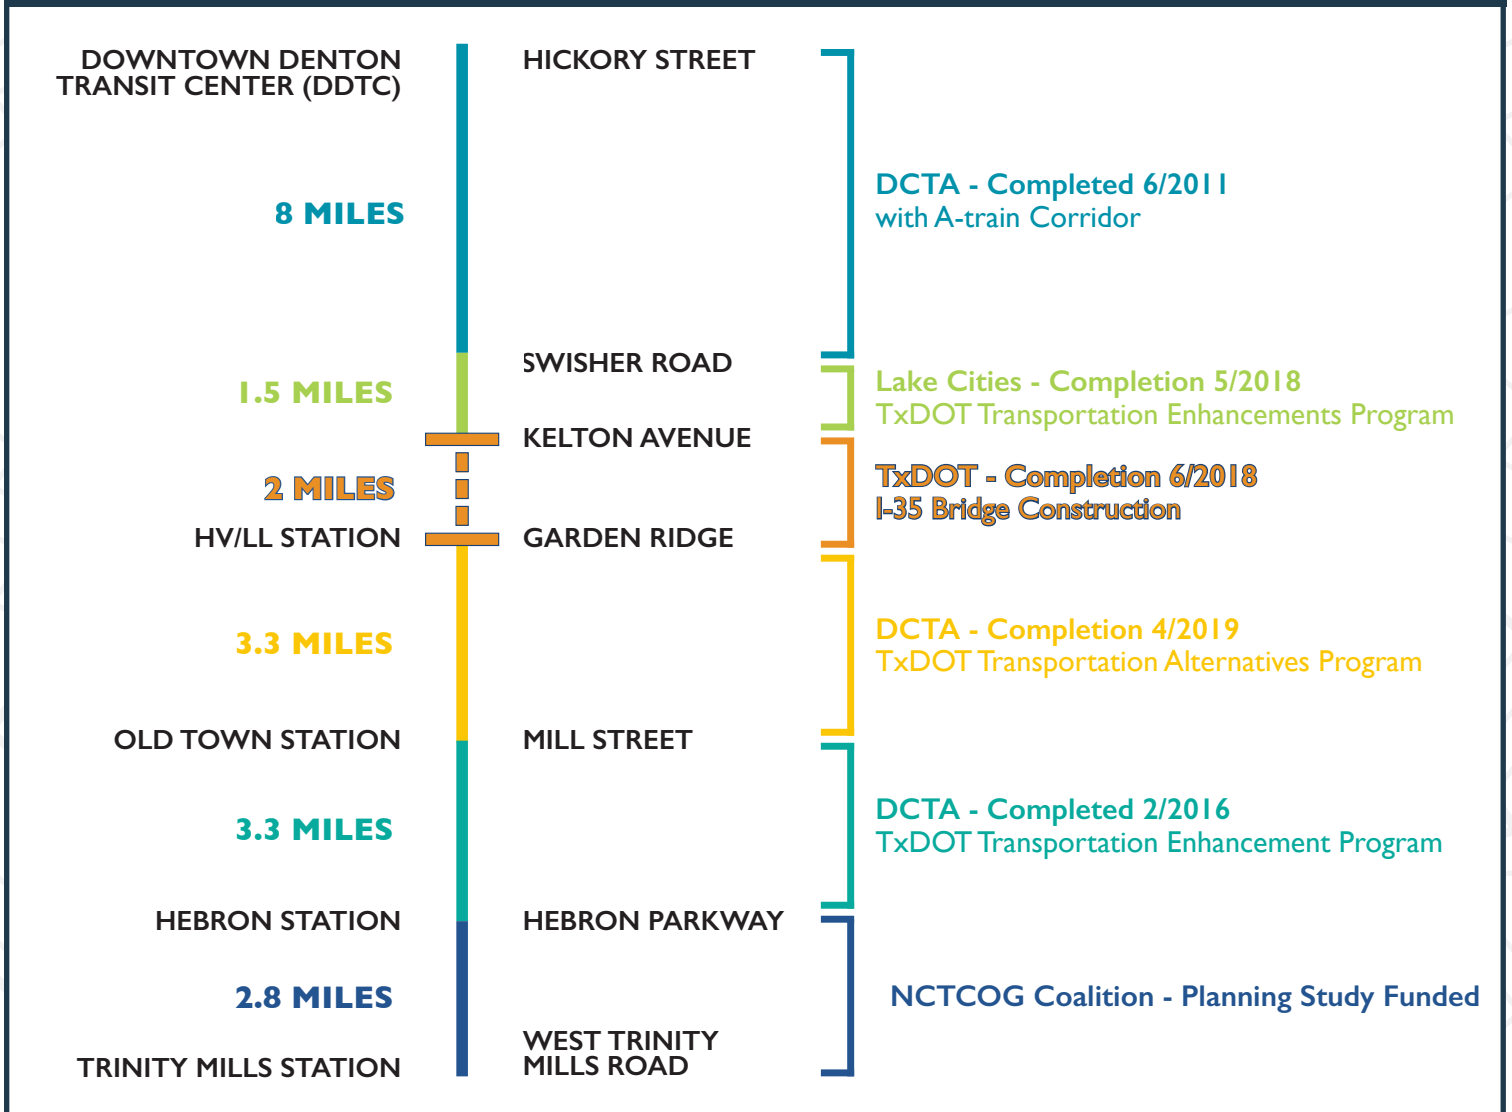 DOWNTOWN DENTON
TRANSIT CENTER (DDTC)
HICKORY STREET
8 MILES
DCTA - Completed 6/2011
with A-train Corridor
SWISHER ROAD
1.5 MILES
Lake Cities - Completion 5/2018
TxDOT Transportation Enhancements Program
KELTON AVENUE
2 MILES
TxDOT - Completion 6/2018
I-35 Bridge Construction
HV/LL STATION
GARDEN RIDGE
3.3 MILES
DCTA - Completion 4/2019
TxDOT Transportation Alternatives Program
OLD TOWN STATION
MILL STREET
3.3 MILES
DCTA - Completed 2/2016
TxDOT Transportation Enhancement Program
HEBRON STATION
HEBRON PARKWAY
2.8 MILES
NCTCOG Coalition - Planning Study Funded
TRINITY MILLS STATION
WEST TRINITY
MILLS ROAD